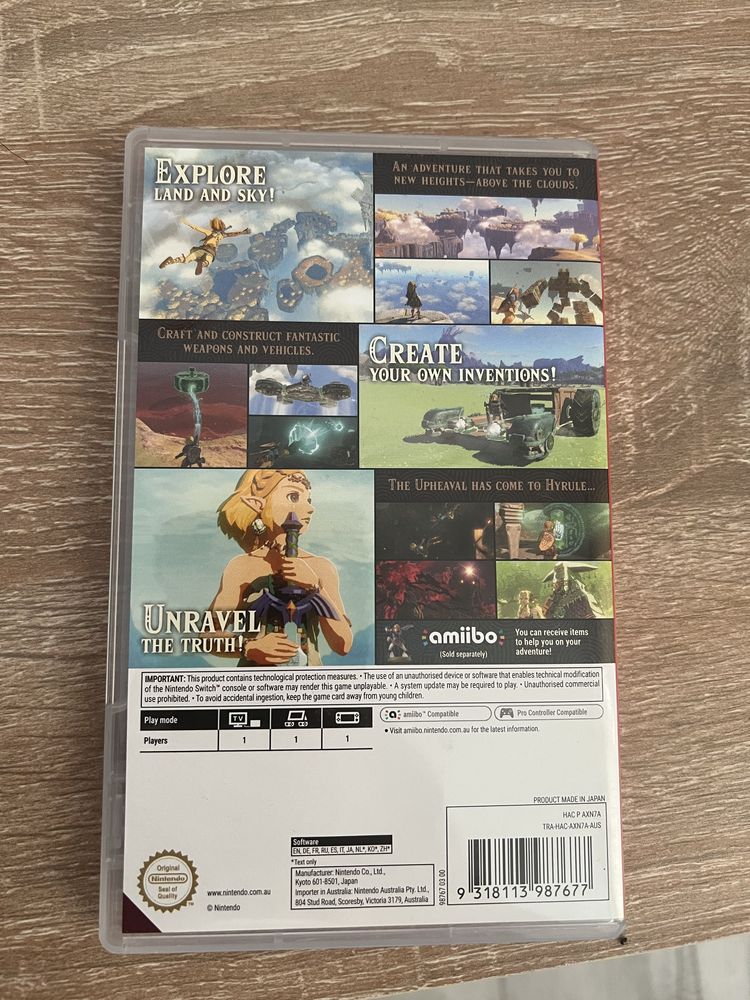 EXPLORE
LAND AND SKY!
AN ADVENTURE THAT TAKES YOU TO
NEW HEIGHTS—ABOVE THE CLOUDS.
CRAFT AND CONSTRUCT FANTASTIC
WEAPONS AND VEHICLES.
CREATE
YOUR OWN INVENTIONS!
UNRAVEL
THE TRUTH!
THE UPHEAVAL HAS COME TO HYRULE...
amiibo
(Sold separately)
You can receive items
to help you on your
adventure!
IMPORTANT: This product contains technological protection measures. • The use of an unauthorised device or software that enables technical modification
of the Nintendo Switch™ console or software may render this game unplayable. • A system update may be required to play. • Unauthorised commercial
use prohibited. • To avoid accidental ingestion, keep the game card away from young children.
Play mode
TV
Players
1
1
1
amiibo™ Compatible
Pro Controller Compatible
• Visit amiibo.nintendo.com.au for the latest information.
PRODUCT MADE IN JAPAN
HAC P AXN7A
TRA-HAC-AXN7A-AUS
9 318113 987677
98767 03 00
Software
EN, DE, FR, RU, ES, IT, JA, NL*, KO*, ZH*
*Text only
Manufacturer: Nintendo Co., Ltd.,
Kyoto 601-8501, Japan
Importer in Australia: Nintendo Australia Pty. Ltd.,
804 Stud Road, Scoresby, Victoria 3179, Australia
Original
Nintendo
Seal of
Quality
www.nintendo.com.au
© Nintendo